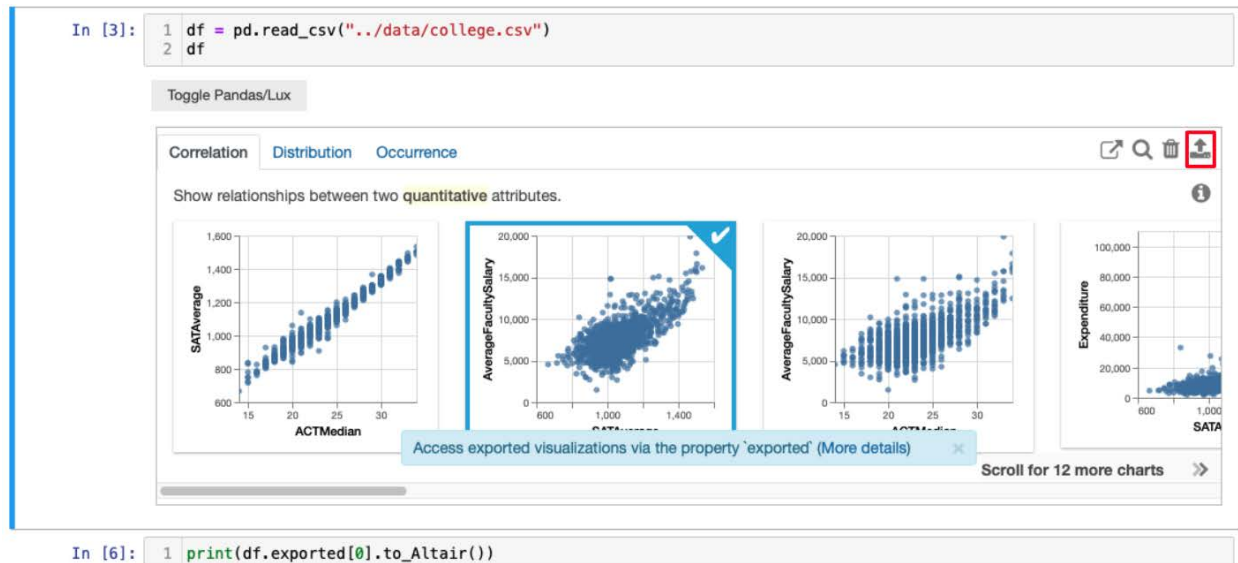 In [3]:
1 df = pd.read_csv("../data/college.csv")
2 df
Toggle Pandas/Lux
Correlation Distribution Occurrence
Show relationships between two quantitative attributes.
1,600
1,400
1,200
1,000
800
600
SATAverage
15 20 25 30
ACTMedian
20,000
15,000
10,000
5,000
0
AverageFacultySalary
600 1,000 1,400
20,000
15,000
10,000
5,000
0
AverageFacultySalary
15 20 25 30
100,000
80,000
60,000
40,000
20,000
0
Expenditure
600 1,000
SATA
Access exported visualizations via the property `exported` (More details) ×
Scroll for 12 more charts »
In [6]:
1 print(df.exported[0].to_Altair())